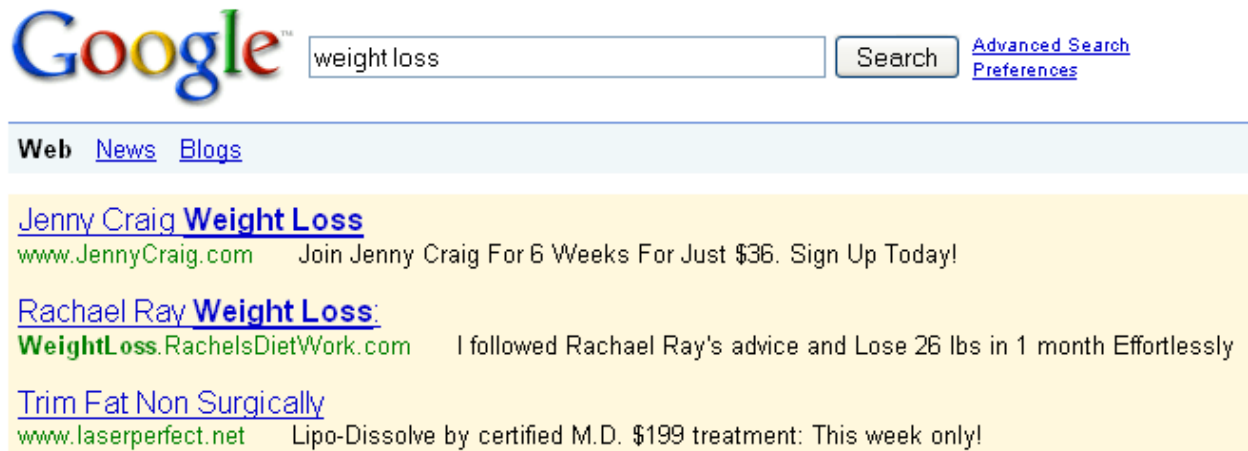 Google™ weight loss Search Advanced Search
Preferences
Web News Blogs
Jenny Craig Weight Loss
www.JennyCraig.com Join Jenny Craig For 6 Weeks For Just $36. Sign Up Today!
Rachael Ray Weight Loss:
WeightLoss.RachelsDietWork.com I followed Rachael Ray's advice and Lose 26 lbs in 1 month Effortlessly
Trim Fat Non Surgically
www.laserperfect.net Lipo-Dissolve by certified M.D. $199 treatment: This week only!